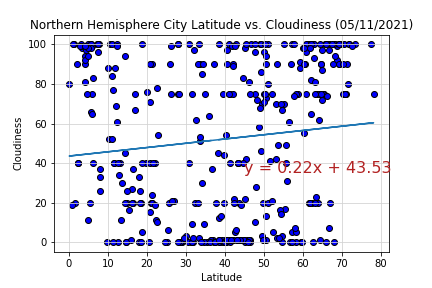 Northern Hemisphere City Latitude vs. Cloudiness (05/11/2021)
100
80
60
40
20
0
Cloudiness
y = 0.22x + 43.53
0 10 20 30 40 50 60 70 80
Latitude